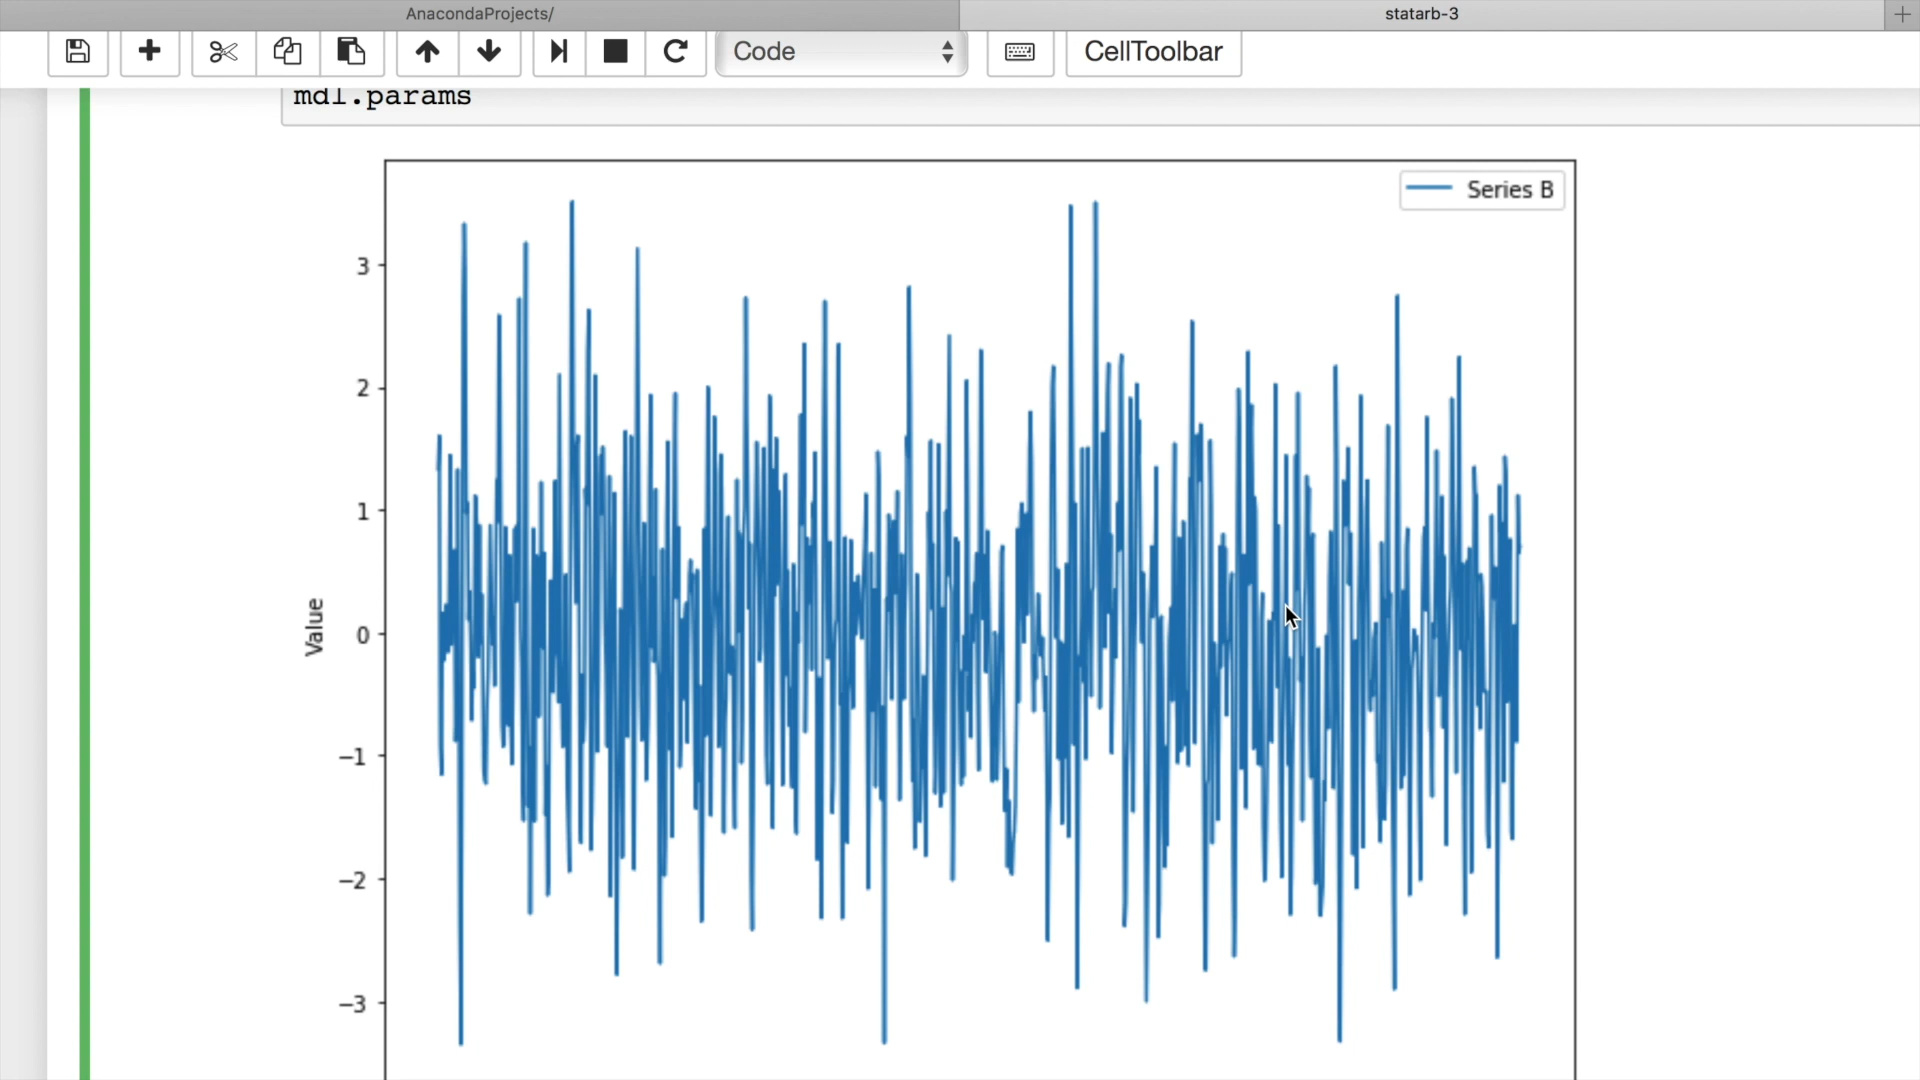 AnacondaProjects/
statarb-3
Code
CellToolbar
mdl.params
Series B
3
2
1
0
−1
−2
−3
Value